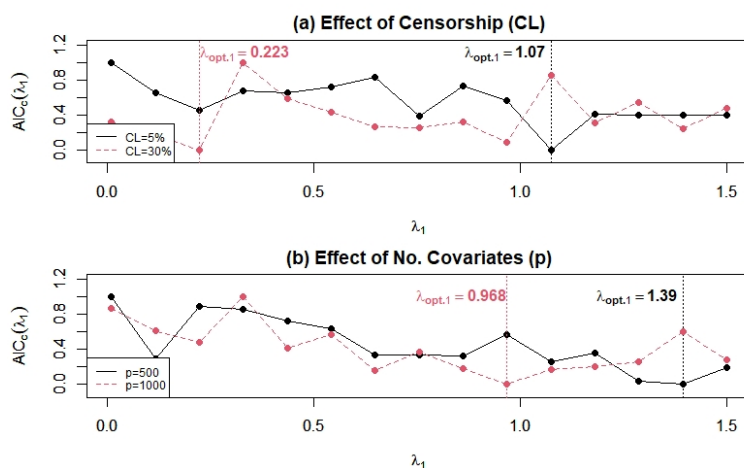 (a) Effect of Censorship (CL)
λopt.1 = 0.223
λopt.1 = 1.07
AICc(λ1)
0.0 0.4 0.8 1.2
CL=5%
CL=30%
0.0 0.5 1.0 1.5
λ1
(b) Effect of No. Covariates (p)
λopt.1 = 0.968
λopt.1 = 1.39
AICc(λ1)
0.0 0.4 0.8 1.2
p=500
p=1000
0.0 0.5 1.0 1.5
λ1